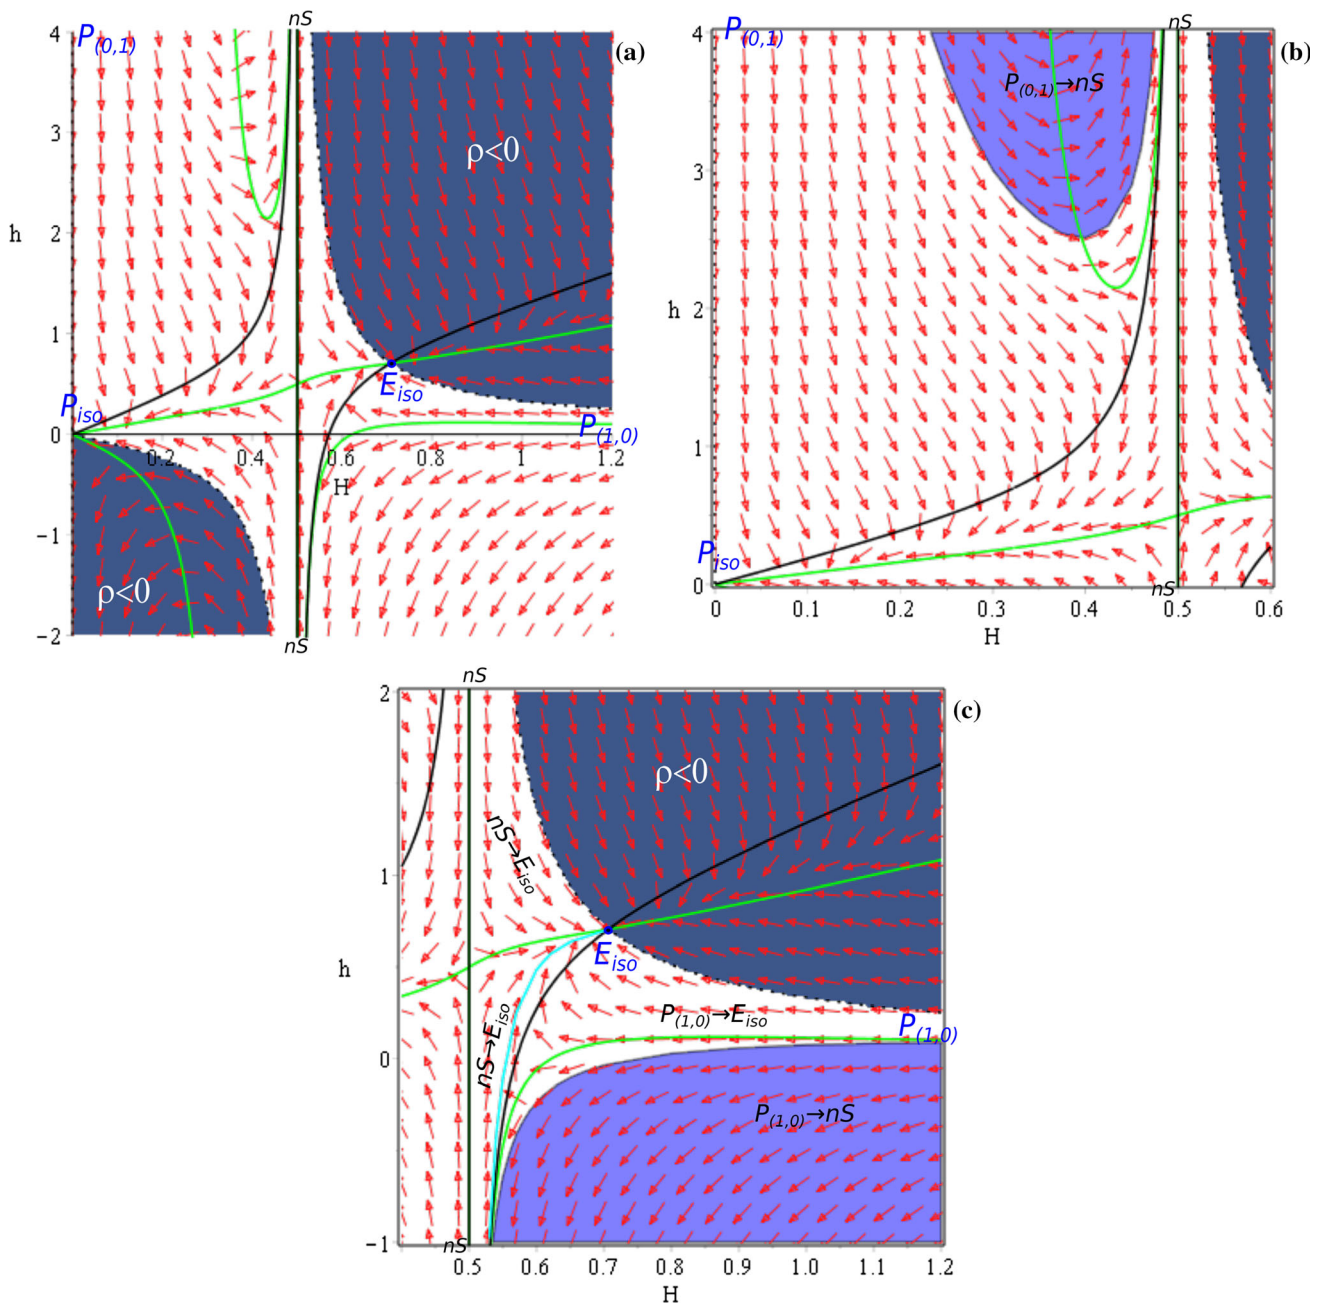 nS
4 P(0,1) (a)
3
ρ<0
h 2
1
Eiso
Piso
0 P(1,0)
0.2 0.4 0.6 0.8 1 1.2
H
−1
ρ<0
−2
nS
nS
4 P(0,1) (b)
P(0,1)→nS
3
h 2
1
Piso
0 nS
0 0.1 0.2 0.3 0.4 0.5 0.6
H
nS
2 (c)
ρ<0
nS→Eiso
1
Eiso
h
nS→Eiso
P(1,0)→Eiso P(1,0)
0
P(1,0)→nS
−1 nS
0.5 0.6 0.7 0.8 0.9 1.0 1.1 1.2
H